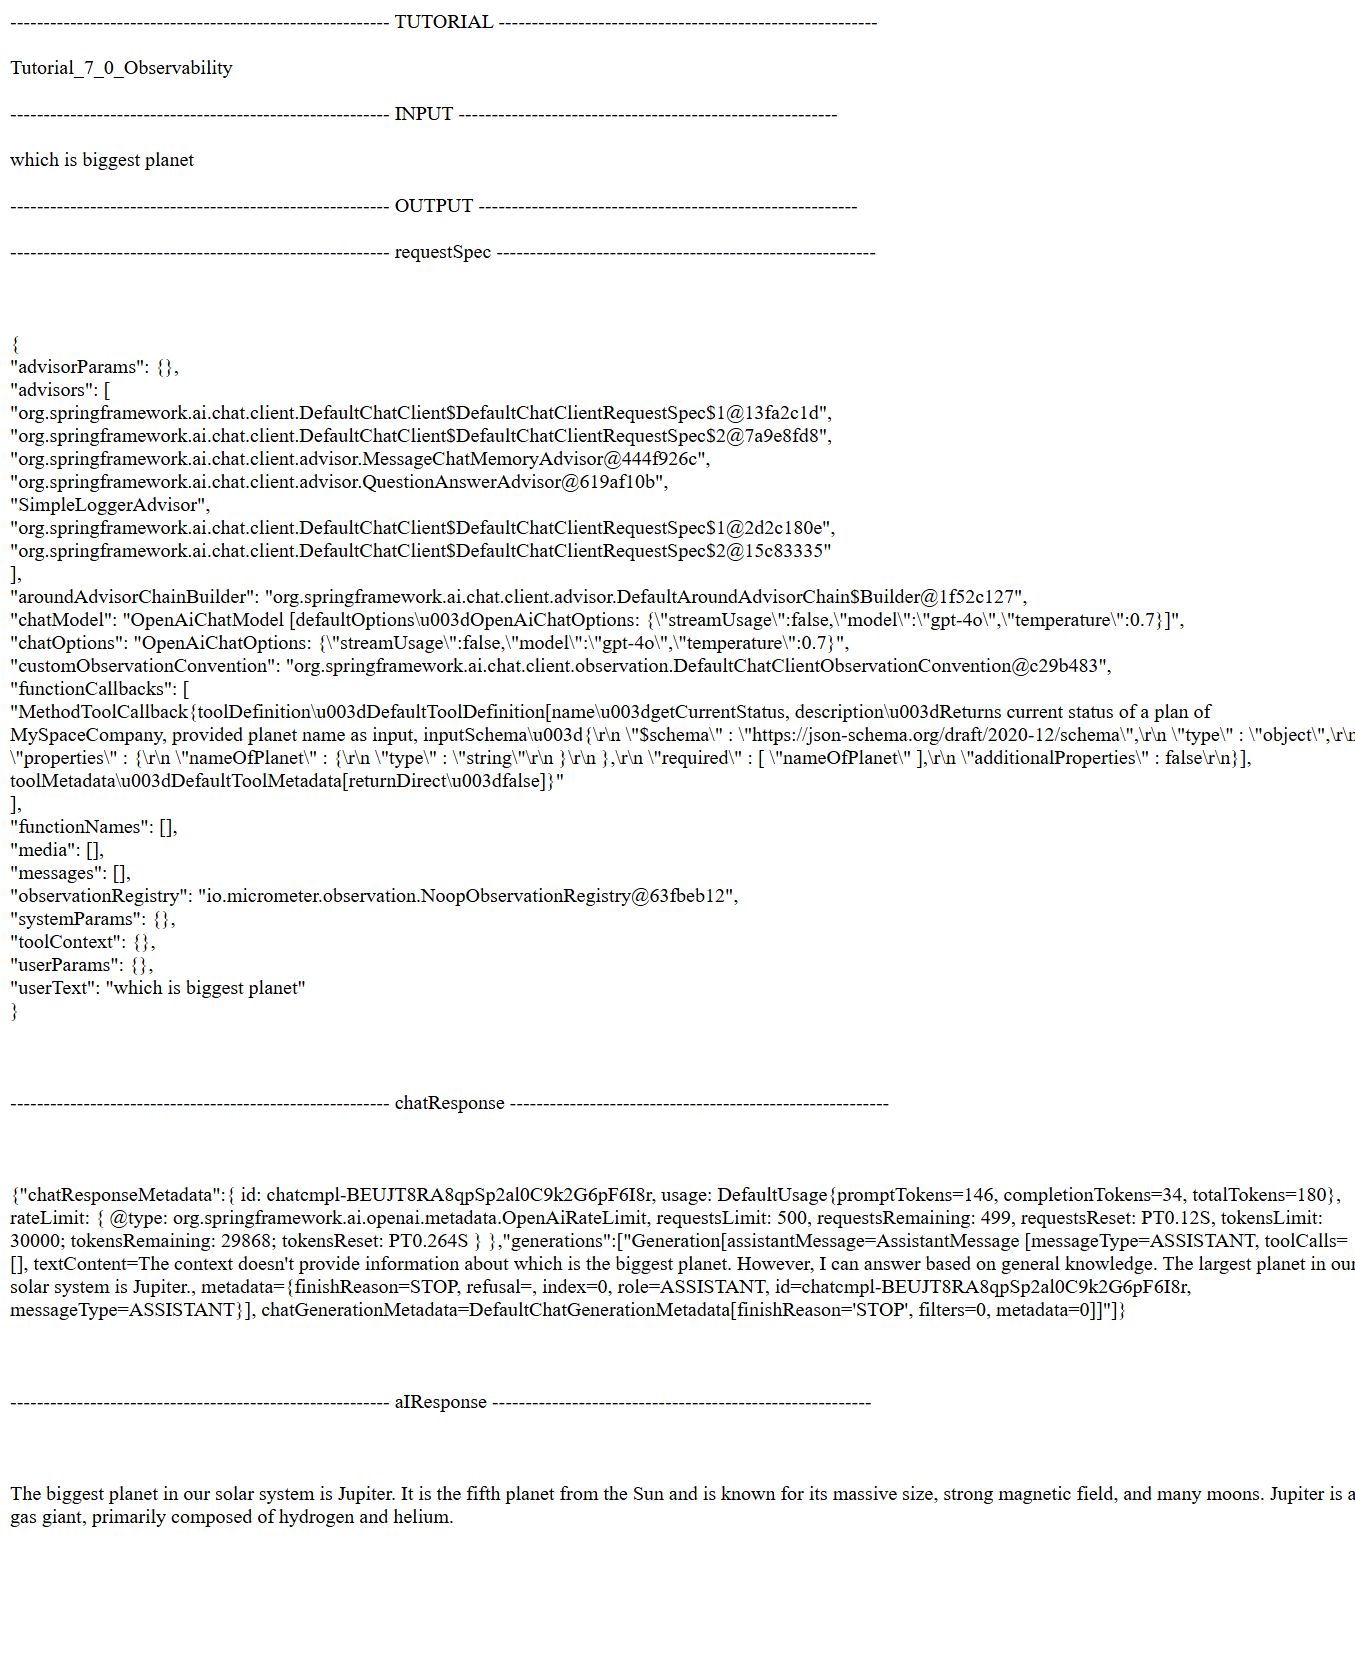 --------------------------------------------------------- TUTORIAL ---------------------------------------------------------
Tutorial_7_0_Observability
--------------------------------------------------------- INPUT ---------------------------------------------------------
which is biggest planet
--------------------------------------------------------- OUTPUT ---------------------------------------------------------
--------------------------------------------------------- requestSpec ---------------------------------------------------------
{
"advisorParams": {},
"advisors": [
"org.springframework.ai.chat.client.DefaultChatClient$DefaultChatClientRequestSpec$1@13fa2c1d",
"org.springframework.ai.chat.client.DefaultChatClient$DefaultChatClientRequestSpec$2@7a9e8fd8",
"org.springframework.ai.chat.client.advisor.MessageChatMemoryAdvisor@444f926c",
"org.springframework.ai.chat.client.advisor.QuestionAnswerAdvisor@619af10b",
"SimpleLoggerAdvisor",
"org.springframework.ai.chat.client.DefaultChatClient$DefaultChatClientRequestSpec$1@2d2c180e",
"org.springframework.ai.chat.client.DefaultChatClient$DefaultChatClientRequestSpec$2@15c83335"
],
"aroundAdvisorChainBuilder": "org.springframework.ai.chat.client.advisor.DefaultAroundAdvisorChain$Builder@1f52c127",
"chatModel": "OpenAiChatModel [defaultOptions\u003dOpenAiChatOptions: {\"streamUsage\":false,\"model\":\"gpt-4o\",\"temperature\":0.7}]",
"chatOptions": "OpenAiChatOptions: {\"streamUsage\":false,\"model\":\"gpt-4o\",\"temperature\":0.7}",
"customObservationConvention": "org.springframework.ai.chat.client.observation.DefaultChatClientObservationConvention@c29b483",
"functionCallbacks": [
"MethodToolCallback{toolDefinition\u003dDefaultToolDefinition[name\u003dgetCurrentStatus, description\u003dReturns current status of a plan of
MySpaceCompany, provided planet name as input, inputSchema\u003d{\r\n \"$schema\" : \"https://json-schema.org/draft/2020-12/schema\",\r\n \"type\" : \"object\",\r\n
\"properties\" : {\r\n \"nameOfPlanet\" : {\r\n \"type\" : \"string\"\r\n }\r\n },\r\n \"required\" : [ \"nameOfPlanet\" ],\r\n \"additionalProperties\" : false\r\n}],
toolMetadata\u003dDefaultToolMetadata[returnDirect\u003dfalse]}"
],
"functionNames": [],
"media": [],
"messages": [],
"observationRegistry": "io.micrometer.observation.NoopObservationRegistry@63fbeb12",
"systemParams": {},
"toolContext": {},
"userParams": {},
"userText": "which is biggest planet"
}
--------------------------------------------------------- chatResponse ---------------------------------------------------------
{"chatResponseMetadata":{ id: chatcmpl-BEUJT8RA8qpSp2al0C9k2G6pF6I8r, usage: DefaultUsage{promptTokens=146, completionTokens=34, totalTokens=180},
rateLimit: { @type: org.springframework.ai.openai.metadata.OpenAiRateLimit, requestsLimit: 500, requestsRemaining: 499, requestsReset: PT0.12S, tokensLimit:
30000; tokensRemaining: 29868; tokensReset: PT0.264S } },"generations":["Generation[assistantMessage=AssistantMessage [messageType=ASSISTANT, toolCalls=
[], textContent=The context doesn't provide information about which is the biggest planet. However, I can answer based on general knowledge. The largest planet in our
solar system is Jupiter., metadata={finishReason=STOP, refusal=, index=0, role=ASSISTANT, id=chatcmpl-BEUJT8RA8qpSp2al0C9k2G6pF6I8r,
messageType=ASSISTANT}], chatGenerationMetadata=DefaultChatGenerationMetadata[finishReason='STOP', filters=0, metadata=0]]"]}
--------------------------------------------------------- aIResponse ---------------------------------------------------------
The biggest planet in our solar system is Jupiter. It is the fifth planet from the Sun and is known for its massive size, strong magnetic field, and many moons. Jupiter is a
gas giant, primarily composed of hydrogen and helium.